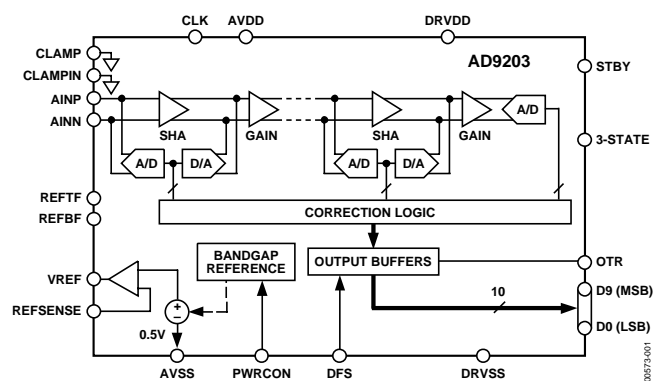 CLK AVDD DRVDD
CLAMP
AD9203
CLAMPIN
STBY
AINP
A/D
AINN
SHA GAIN SHA GAIN
3-STATE
A/D D/A A/D D/A
REFTF
CORRECTION LOGIC
REFBF
BANDGAP
REFERENCE
OUTPUT BUFFERS
OTR
VREF
+
–
10
D9 (MSB)
REFSENSE
0.5V
D0 (LSB)
AVSS PWRCON DFS DRVSS
00573-001